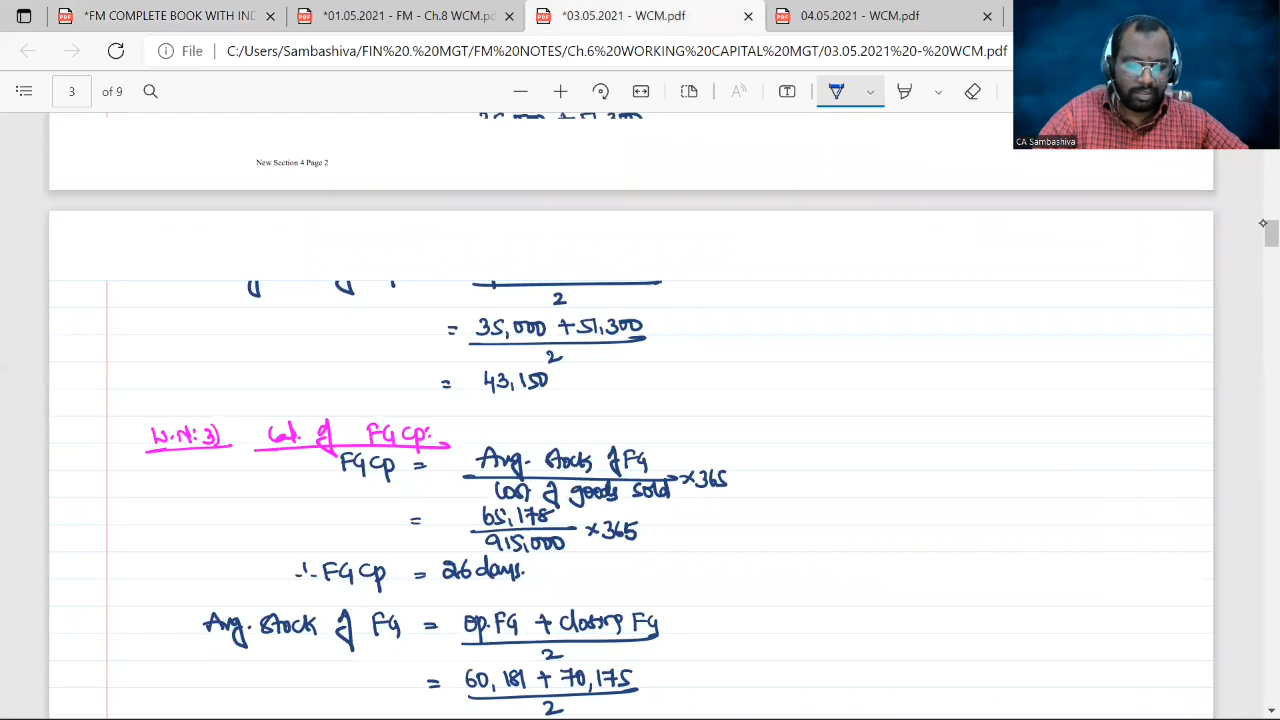 *FM COMPLETE BOOK WITH IND
*01.05.2021 - FM - Ch.8 WCM.pd
*03.05.2021 - WCM.pdf
04.05.2021 - WCM.pdf
File
C:/Users/Sambashiva/FIN%20%20MGT/FM%20NOTES/Ch.6%20WORKING%20CAPITAL%20MGT/03.05.2021%20-%20WCM.pdf
3 of 9
CA Sambashiva
New Section 4 Page 2
2
= 35,000 + 51,300
2
= 43,150
W.N:3) Cal. of FG Cp:
FG Cp = Avg. Stock of FG
Cost of goods sold ×365
= 65,178
915,000 ×365
∴ FG Cp = 26 days.
Avg. Stock of FG = op. FG + closing FG
2
= 60,181 + 70,175
2